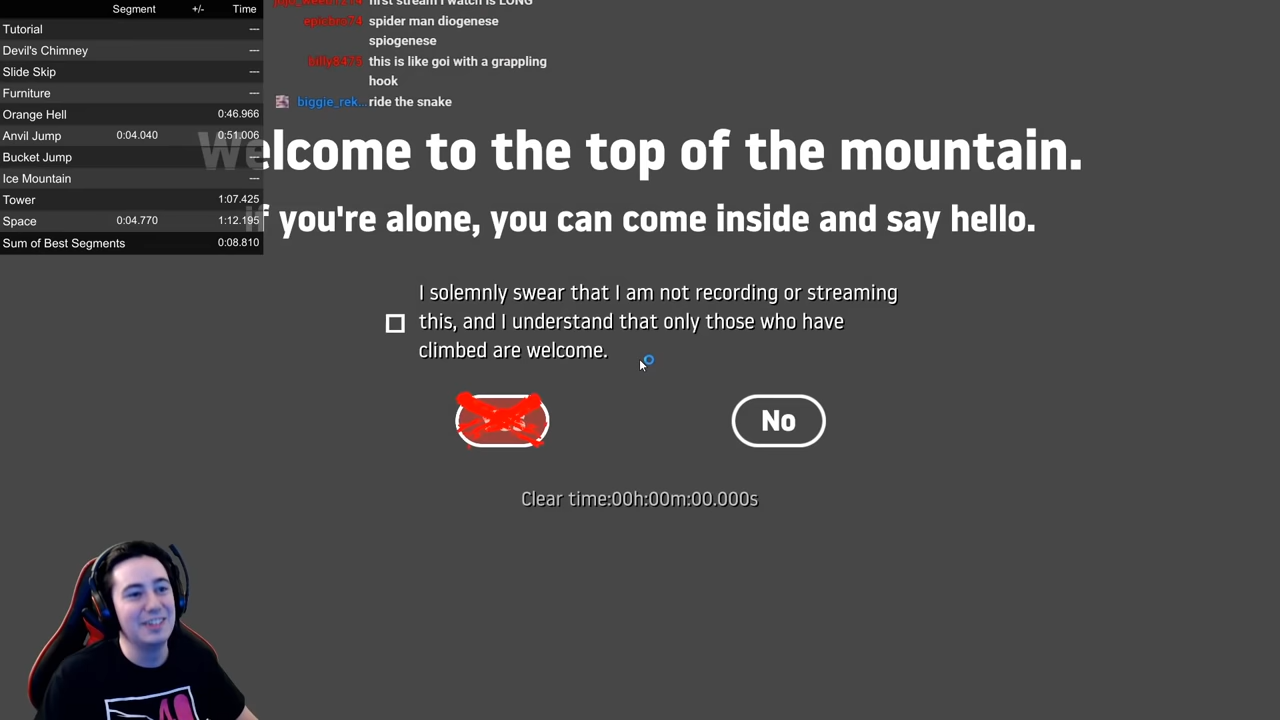 Segment +/- Time
Tutorial —
Devil's Chimney —
Slide Skip —
Furniture —
Orange Hell 0:46.966
Anvil Jump 0:04.040 0:51.006
Bucket Jump —
Ice Mountain —
Tower 1:07.425
Space 0:04.770 1:12.195
Sum of Best Segments 0:08.810
first stream I watch is LONG
epicbro74 spider man diogenese
spiogenese
this is like goi with a grappling
hook
biggie_rek... ride the snake
Welcome to the top of the mountain.
If you're alone, you can come inside and say hello.
I solemnly swear that I am not recording or streaming
this, and I understand that only those who have
climbed are welcome.
No
Clear time:00h:00m:00.000s